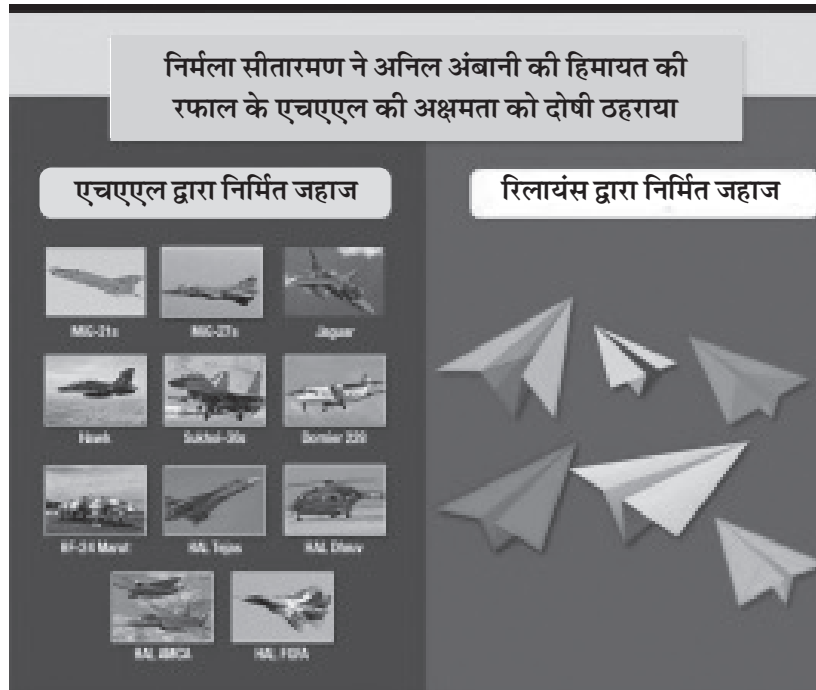 निर्मला सीतारमण ने अनिल अंबानी की हिमायत की
रफाल के एचएएल की अक्षमता को दोषी ठहराया
एचएएल द्वारा निर्मित जहाज
रिलायंस द्वारा निर्मित जहाज
MiG-21s
MiG-27s
Jaguar
Hawk
Sukhoi-30s
Dornier 228
HF-24 Marut
HAL Tejas
HAL Dhruv
HAL AMCA
HAL FGFA